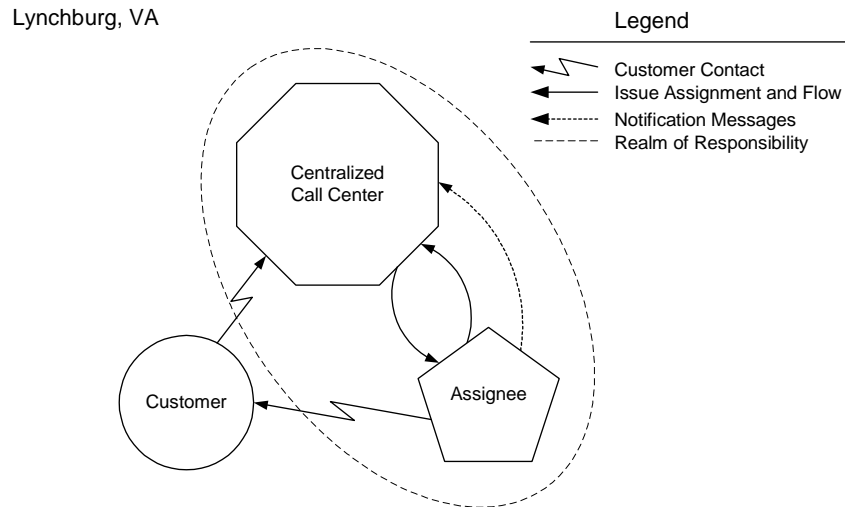 Lynchburg, VA
Legend
Customer Contact
Issue Assignment and Flow
Notification Messages
Realm of Responsibility
Centralized
Call Center
Customer
Assignee